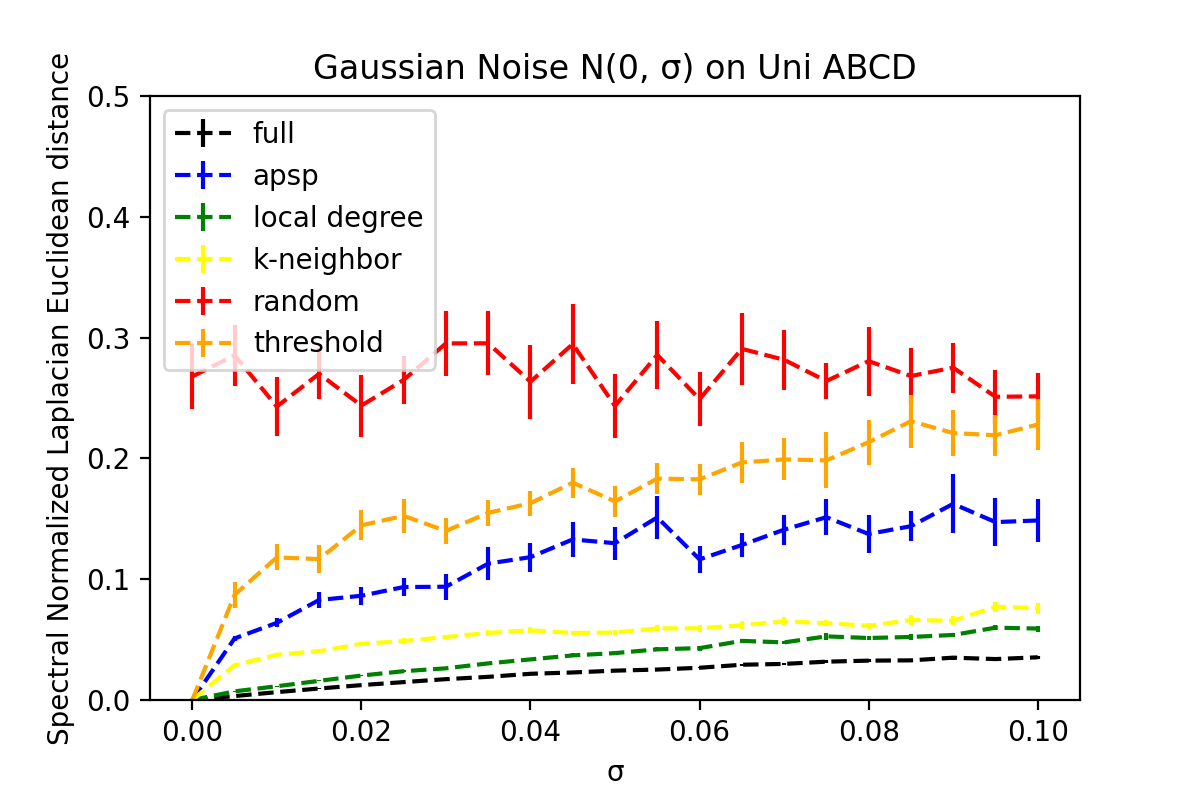 Gaussian Noise N(0, σ) on Uni ABCD
Spectral Normalized Laplacian Euclidean distance
0.5
0.4
0.3
0.2
0.1
0.0
full
apsp
local degree
k-neighbor
random
threshold
0.00 0.02 0.04 0.06 0.08 0.10
σ